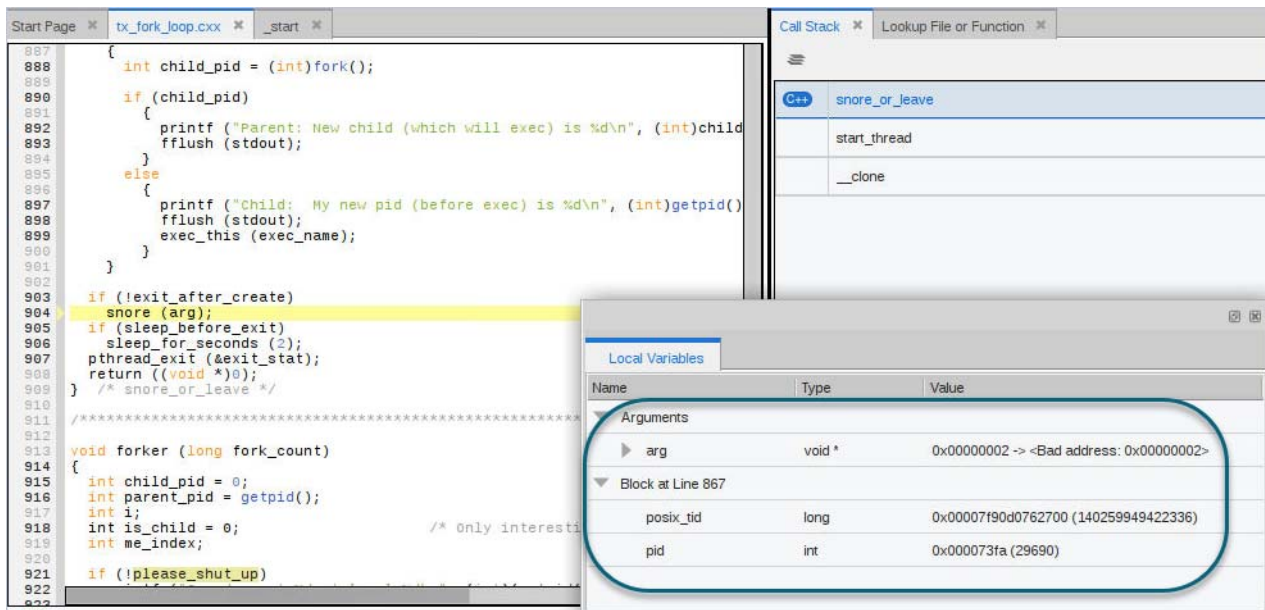 Start Page tx_fork_loop.cxx _start
887 {
888 int child_pid = (int)fork();
889
890 if (child_pid)
891 {
892 printf ("Parent: New child (which will exec) is %d\n", (int)child
893 fflush (stdout);
894 }
895 else
896 {
897 printf ("Child:  My new pid (before exec) is %d\n", (int)getpid()
898 fflush (stdout);
899 exec_this (exec_name);
900 }
901 }
902
903 if (!exit_after_create)
904 snore (arg);
905 if (sleep_before_exit)
906 sleep_for_seconds (2);
907 pthread_exit (&exit_stat);
908 return ((void *)0);
909 } /* snore_or_leave */
910
911 /************************************************************
912
913 void forker (long fork_count)
914 {
915 int child_pid = 0;
916 int parent_pid = getpid();
917 int i;
918 int is_child = 0; /* Only interesti
919 int me_index;
920
921 if (!please_shut_up)
922
Call Stack Lookup File or Function
C++ snore_or_leave
start_thread
__clone
Local Variables
Name Type Value
Arguments
arg void * 0x00000002 -> <Bad address: 0x00000002>
Block at Line 867
posix_tid long 0x00007f90d0762700 (140259949422336)
pid int 0x000073fa (29690)